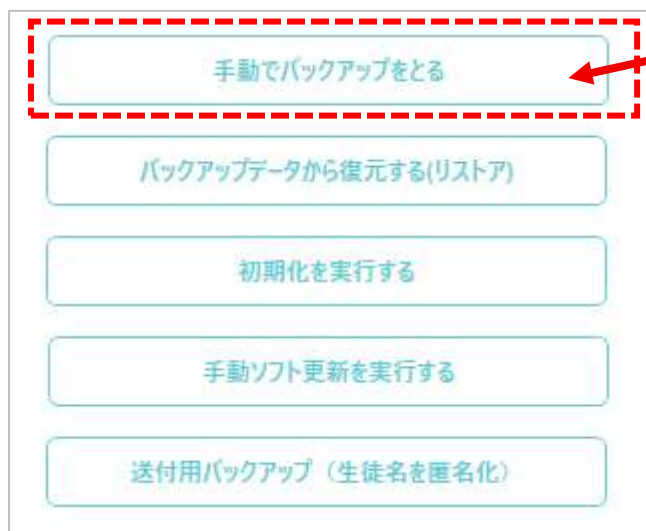 手動でバックアップをとる
バックアップデータから復元する(リストア)
初期化を実行する
手動ソフト更新を実行する
送付用バックアップ（生徒名を匿名化）